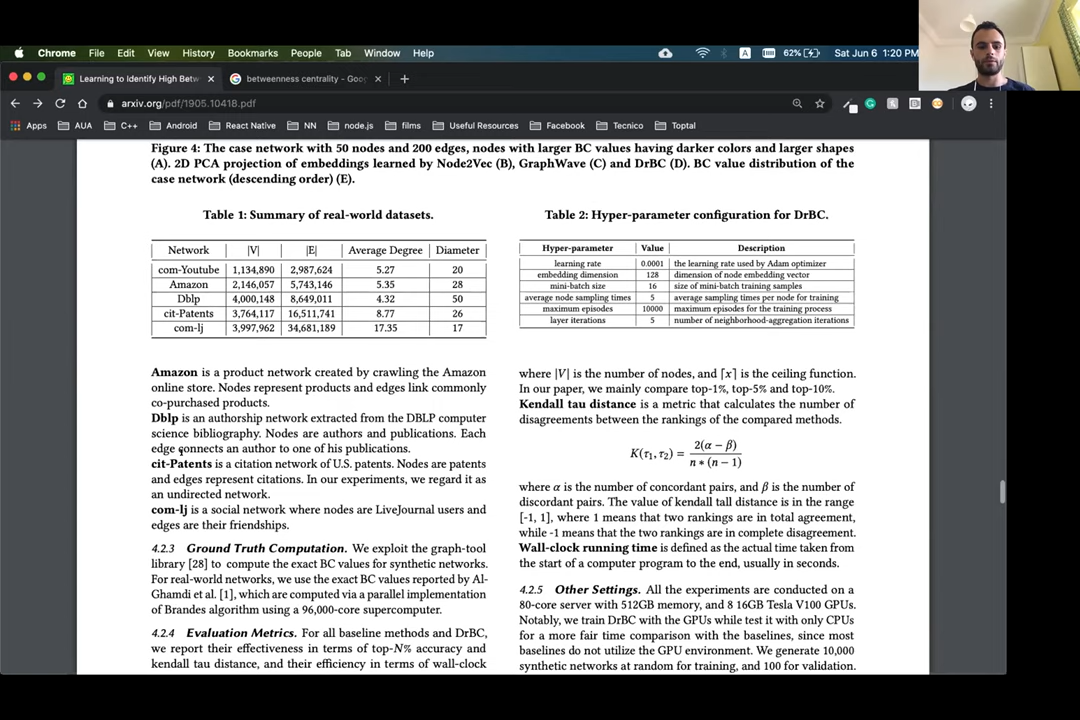 Chrome File Edit View History Bookmarks People Tab Window Help A 62% Sat Jun 6 1:20 PM
Learning to Identify High Betw × betweenness centrality - Goog × +
arxiv.org/pdf/1905.10418.pdf
Apps AUA C++ Android React Native NN node.js films Useful Resources Facebook Tecnico Toptal
Figure 4: The case network with 50 nodes and 200 edges, nodes with larger BC values having darker colors and larger shapes
(A). 2D PCA projection of embeddings learned by Node2Vec (B), GraphWave (C) and DrBC (D). BC value distribution of the
case network (descending order) (E).
Table 1: Summary of real-world datasets.
Network |V| |E| Average Degree Diameter
com-Youtube 1,134,890 2,987,624 5.27 20
Amazon 2,146,057 5,743,146 5.35 28
Dblp 4,000,148 8,649,011 4.32 50
cit-Patents 3,764,117 16,511,741 8.77 26
com-lj 3,997,962 34,681,189 17.35 17
Amazon is a product network created by crawling the Amazon
online store. Nodes represent products and edges link commonly
co-purchased products.
Dblp is an authorship network extracted from the DBLP computer
science bibliography. Nodes are authors and publications. Each
edge connects an author to one of his publications.
cit-Patents is a citation network of U.S. patents. Nodes are patents
and edges represent citations. In our experiments, we regard it as
an undirected network.
com-lj is a social network where nodes are LiveJournal users and
edges are their friendships.
4.2.3 Ground Truth Computation. We exploit the graph-tool
library [28] to compute the exact BC values for synthetic networks.
For real-world networks, we use the exact BC values reported by Al-
Ghamdi et al. [1], which are computed via a parallel implementation
of Brandes algorithm using a 96,000-core supercomputer.
4.2.4 Evaluation Metrics. For all baseline methods and DrBC,
we report their effectiveness in terms of top-N% accuracy and
kendall tau distance, and their efficiency in terms of wall-clock
Table 2: Hyper-parameter configuration for DrBC.
Hyper-parameter Value Description
learning rate 0.0001 the learning rate used by Adam optimizer
embedding dimension 128 dimension of node embedding vector
mini-batch size 16 size of mini-batch training samples
average node sampling times 5 average sampling times per node for training
maximum episodes 10000 maximum episodes for the training process
layer iterations 5 number of neighborhood-aggregation iterations
where |V| is the number of nodes, and ⌈x⌉ is the ceiling function.
In our paper, we mainly compare top-1%, top-5% and top-10%.
Kendall tau distance is a metric that calculates the number of
disagreements between the rankings of the compared methods.
K(τ1, τ2) = 2(α − β) / n * (n − 1)
where α is the number of concordant pairs, and β is the number of
discordant pairs. The value of kendall tall distance is in the range
[-1, 1], where 1 means that two rankings are in total agreement,
while -1 means that the two rankings are in complete disagreement.
Wall-clock running time is defined as the actual time taken from
the start of a computer program to the end, usually in seconds.
4.2.5 Other Settings. All the experiments are conducted on a
80-core server with 512GB memory, and 8 16GB Tesla V100 GPUs.
Notably, we train DrBC with the GPUs while test it with only CPUs
for a more fair time comparison with the baselines, since most
baselines do not utilize the GPU environment. We generate 10,000
synthetic networks at random for training, and 100 for validation.